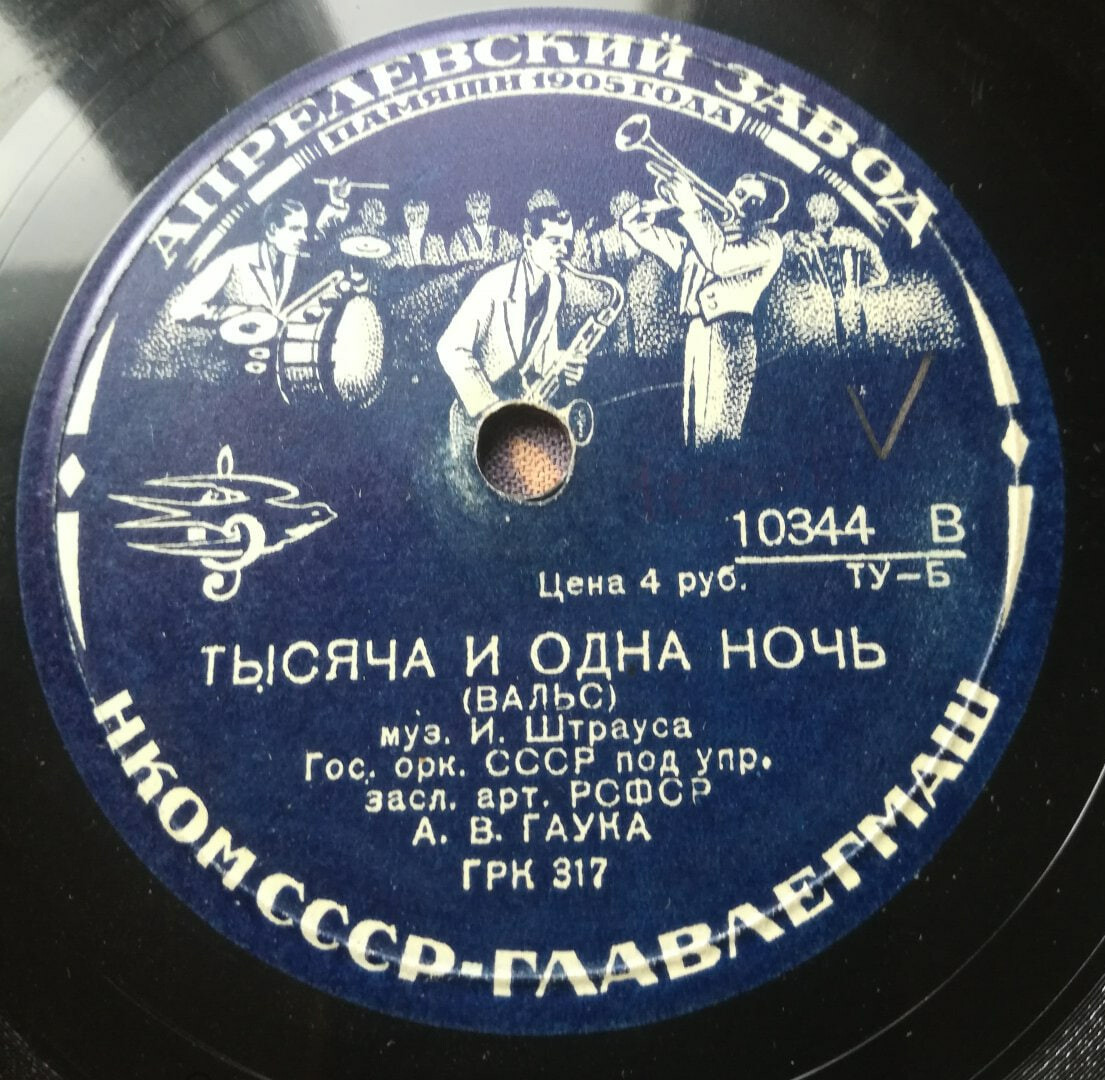 АПРЕЛЕВСКИЙ ЗАВОД
ПАМЯТИ 1905 ГОДА
10344 В
Цена 4 руб. ТУ-Б
ТЫСЯЧА И ОДНА НОЧЬ
(ВАЛЬС)
муз. И. Штрауса
Гос. орк. СССР под упр.
засл. арт. РСФСР
А. В. ГАУКА
ГРК 317
НКОМ СССР-ГЛАВЛЕГМАШ